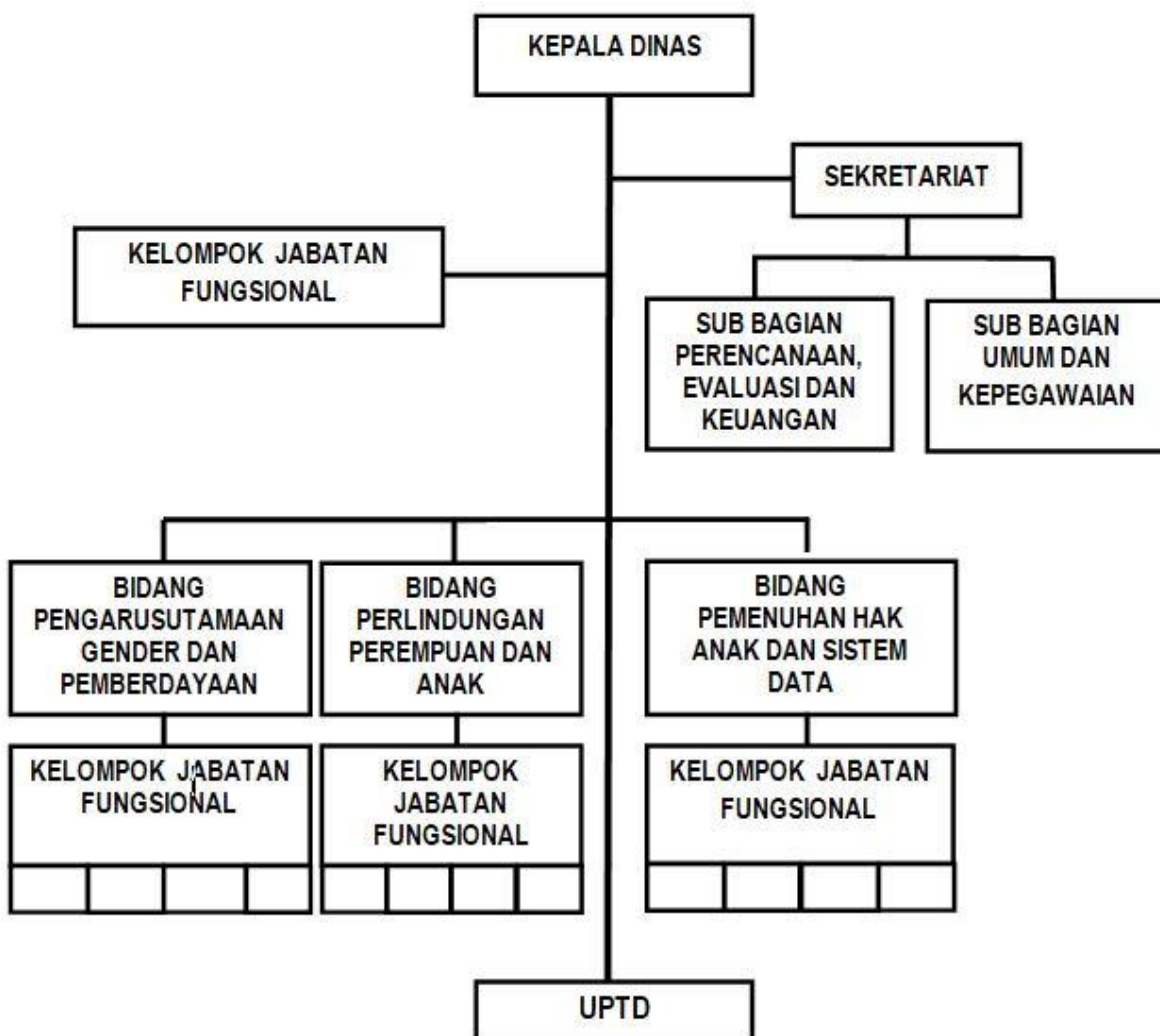 KEPALA DINAS
SEKRETARIAT
KELOMPOK JABATAN
FUNGSIONAL
SUB BAGIAN
PERENCANAAN,
EVALUASI DAN
KEUANGAN
SUB BAGIAN
UMUM DAN
KEPEGAWAIAN
BIDANG
PENGARUSUTAMAAN
GENDER DAN
PEMBERDAYAAN
BIDANG
PERLINDUNGAN
PEREMPUAN DAN
ANAK
BIDANG
PEMENUHAN HAK
ANAK DAN SISTEM
DATA
KELOMPOK JABATAN
FUNGSIONAL
KELOMPOK
JABATAN
FUNGSIONAL
KELOMPOK JABATAN
FUNGSIONAL
UPTD